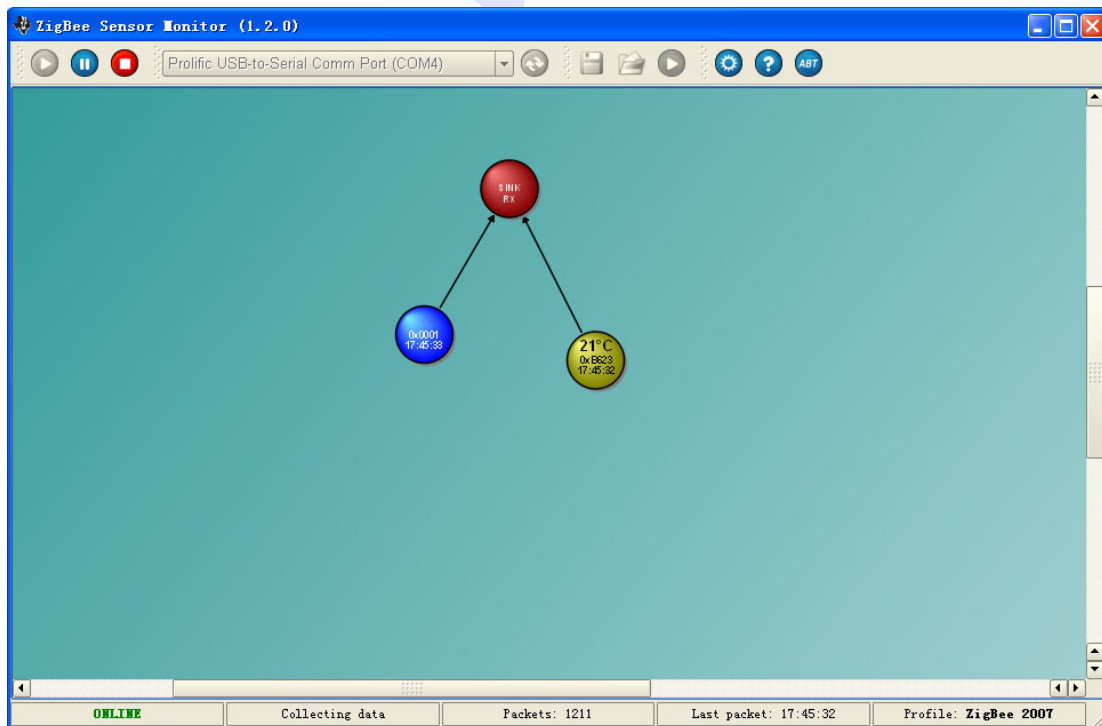 ZigBee Sensor Monitor (1.2.0)
Prolific USB-to-Serial Comm Port (COM4)
ABT
SINK
RX
0x0001
17:45:33
21°C
0xB623
17:45:32
ONLINE
Collecting data
Packets: 1211
Last packet: 17:45:32
Profile: ZigBee 2007